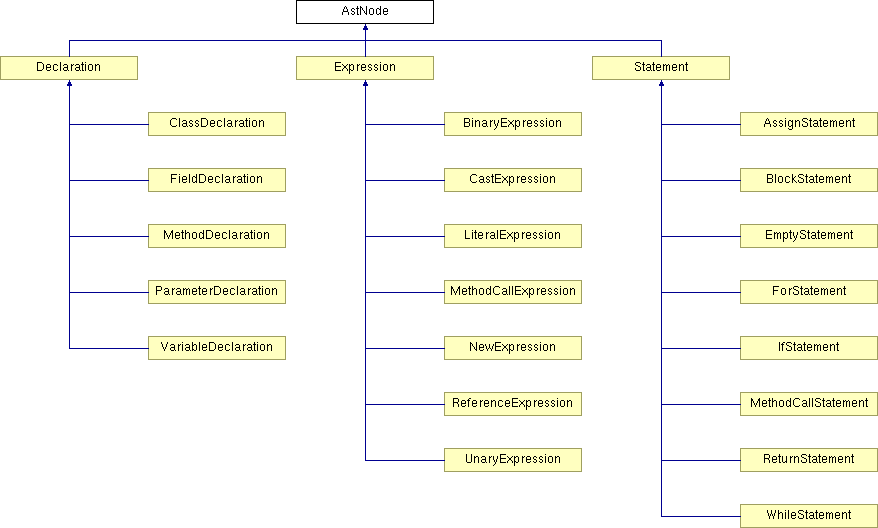 AstNode
Declaration
Expression
Statement
ClassDeclaration
BinaryExpression
AssignStatement
FieldDeclaration
CastExpression
BlockStatement
MethodDeclaration
LiteralExpression
EmptyStatement
ParameterDeclaration
MethodCallExpression
ForStatement
VariableDeclaration
NewExpression
IfStatement
ReferenceExpression
MethodCallStatement
UnaryExpression
ReturnStatement
WhileStatement